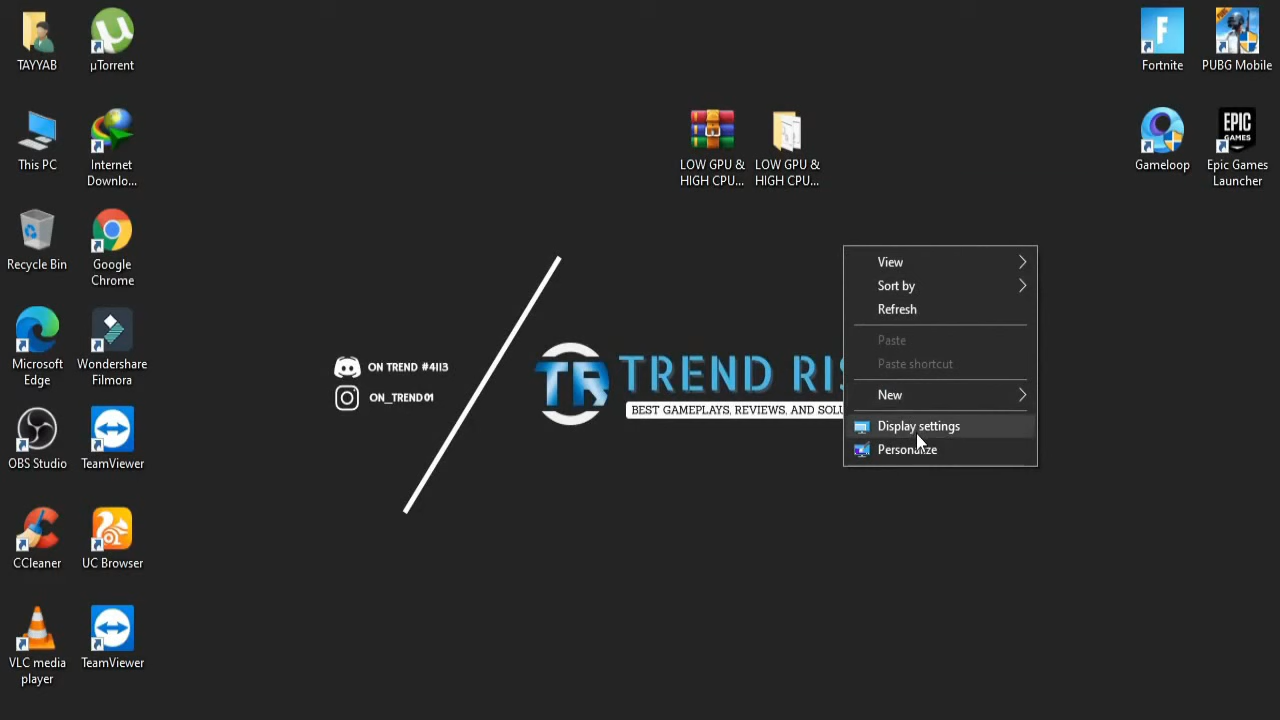 TAYYAB
µTorrent
This PC
Internet
Downlo...
Recycle Bin
Google
Chrome
Microsoft
Edge
Wondershare
Filmora
OBS Studio
TeamViewer
CCleaner
UC Browser
VLC media
player
TeamViewer
LOW GPU &
HIGH CPU...
LOW GPU &
HIGH CPU...
Fortnite
PUBG Mobile
Gameloop
EPIC
GAMES
Epic Games
Launcher
ON TREND #4113
ON_TREND01
TR
TREND RIS
BEST GAMEPLAYS, REVIEWS, AND SOLU
View
Sort by
Refresh
Paste
Paste shortcut
New
Display settings
Personalize